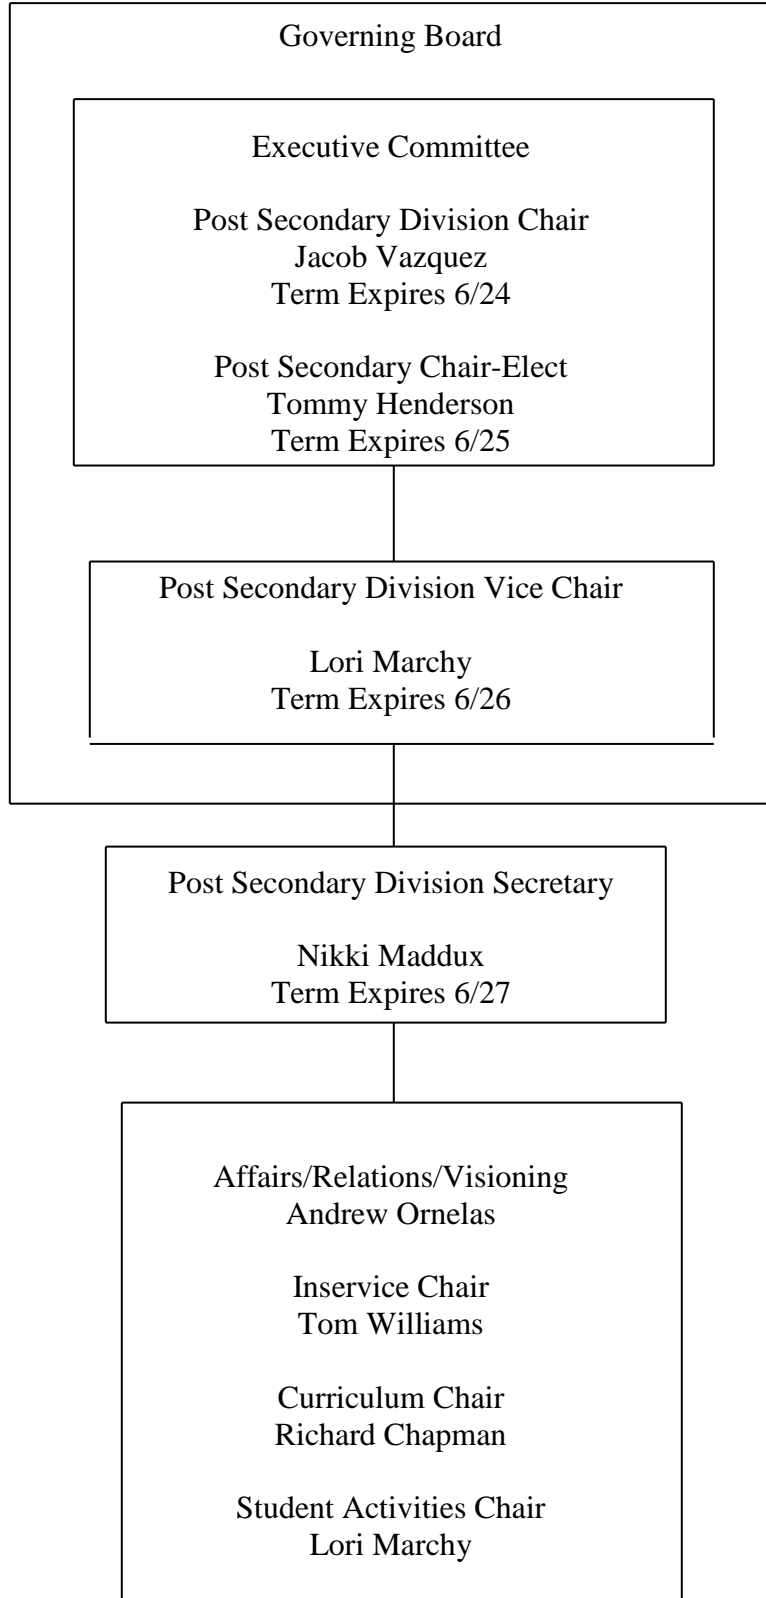 Governing Board
Executive Committee
Post Secondary Division Chair
Jacob Vazquez
Term Expires 6/24
Post Secondary Chair-Elect
Tommy Henderson
Term Expires 6/25
Post Secondary Division Vice Chair
Lori Marchy
Term Expires 6/26
Post Secondary Division Secretary
Nikki Maddux
Term Expires 6/27
Affairs/Relations/Visioning
Andrew Ornelas
Inservice Chair
Tom Williams
Curriculum Chair
Richard Chapman
Student Activities Chair
Lori Marchy